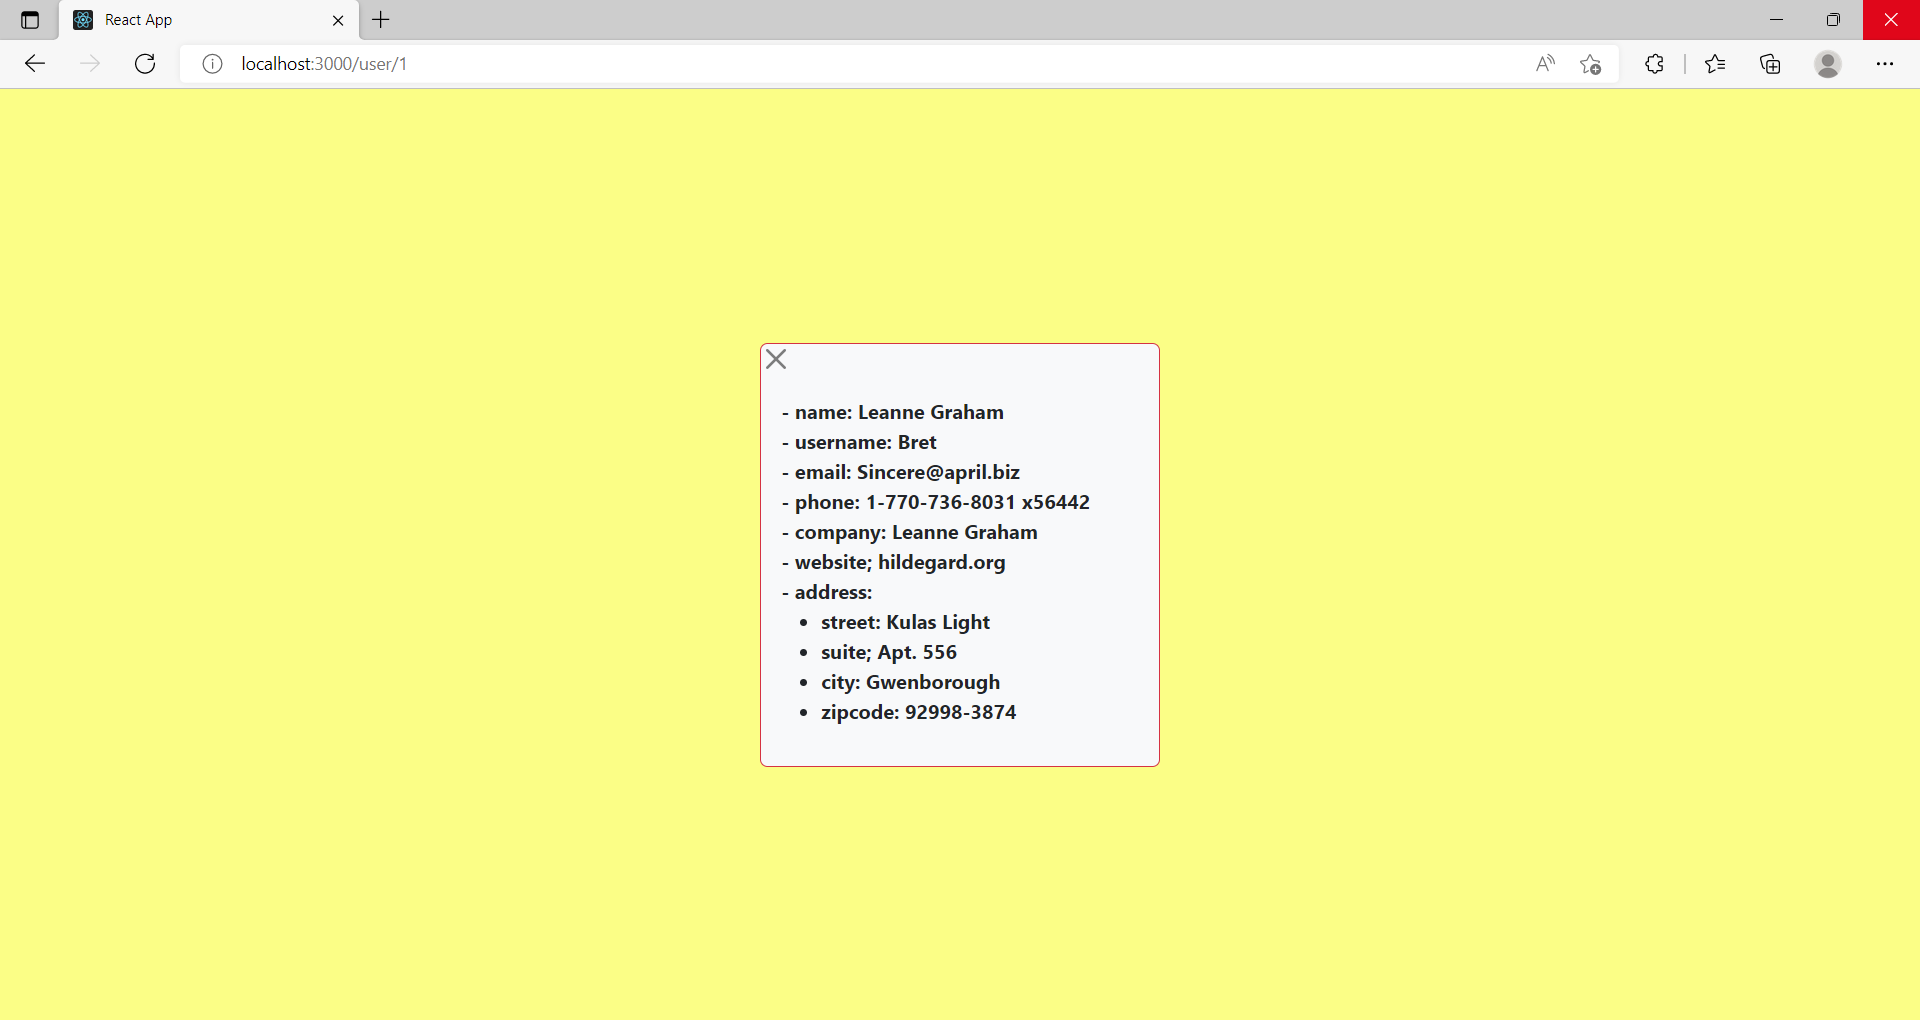 React App
localhost:3000/user/1
- name: Leanne Graham
- username: Bret
- email: Sincere@april.biz
- phone: 1-770-736-8031 x56442
- company: Leanne Graham
- website; hildegard.org
- address:
• street: Kulas Light
• suite; Apt. 556
• city: Gwenborough
• zipcode: 92998-3874